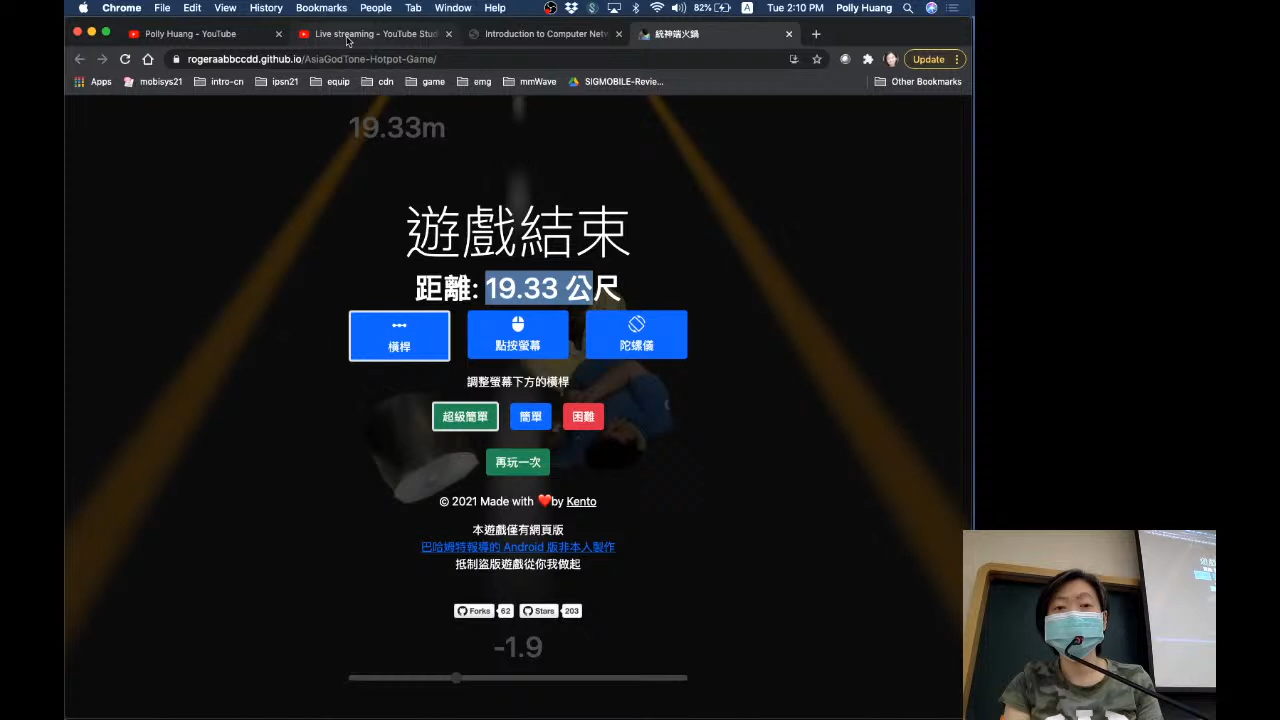 Chrome File Edit View History Bookmarks People Tab Window Help 82% A Tue 2:10 PM Polly Huang
Polly Huang - YouTube
Live streaming - YouTube Stud
Introduction to Computer Netw
統神端火鍋
rogeraabbccdd.github.io/AsiaGodTone-Hotpot-Game/
Update
Apps mobisys21 intro-cn ipsn21 equip cdn game emg mmWave SIGMOBILE-Revie... Other Bookmarks
19.33m
遊戲結束
距離: 19.33 公尺
橫桿 點按螢幕 陀螺儀
調整螢幕下方的橫桿
超級簡單 簡單 困難
再玩一次
© 2021 Made with ❤️by Kento
本遊戲僅有網頁版
巴哈姆特報導的 Android 版非本人製作
抵制盜版遊戲從你我做起
Forks 62 Stars 203
-1.9